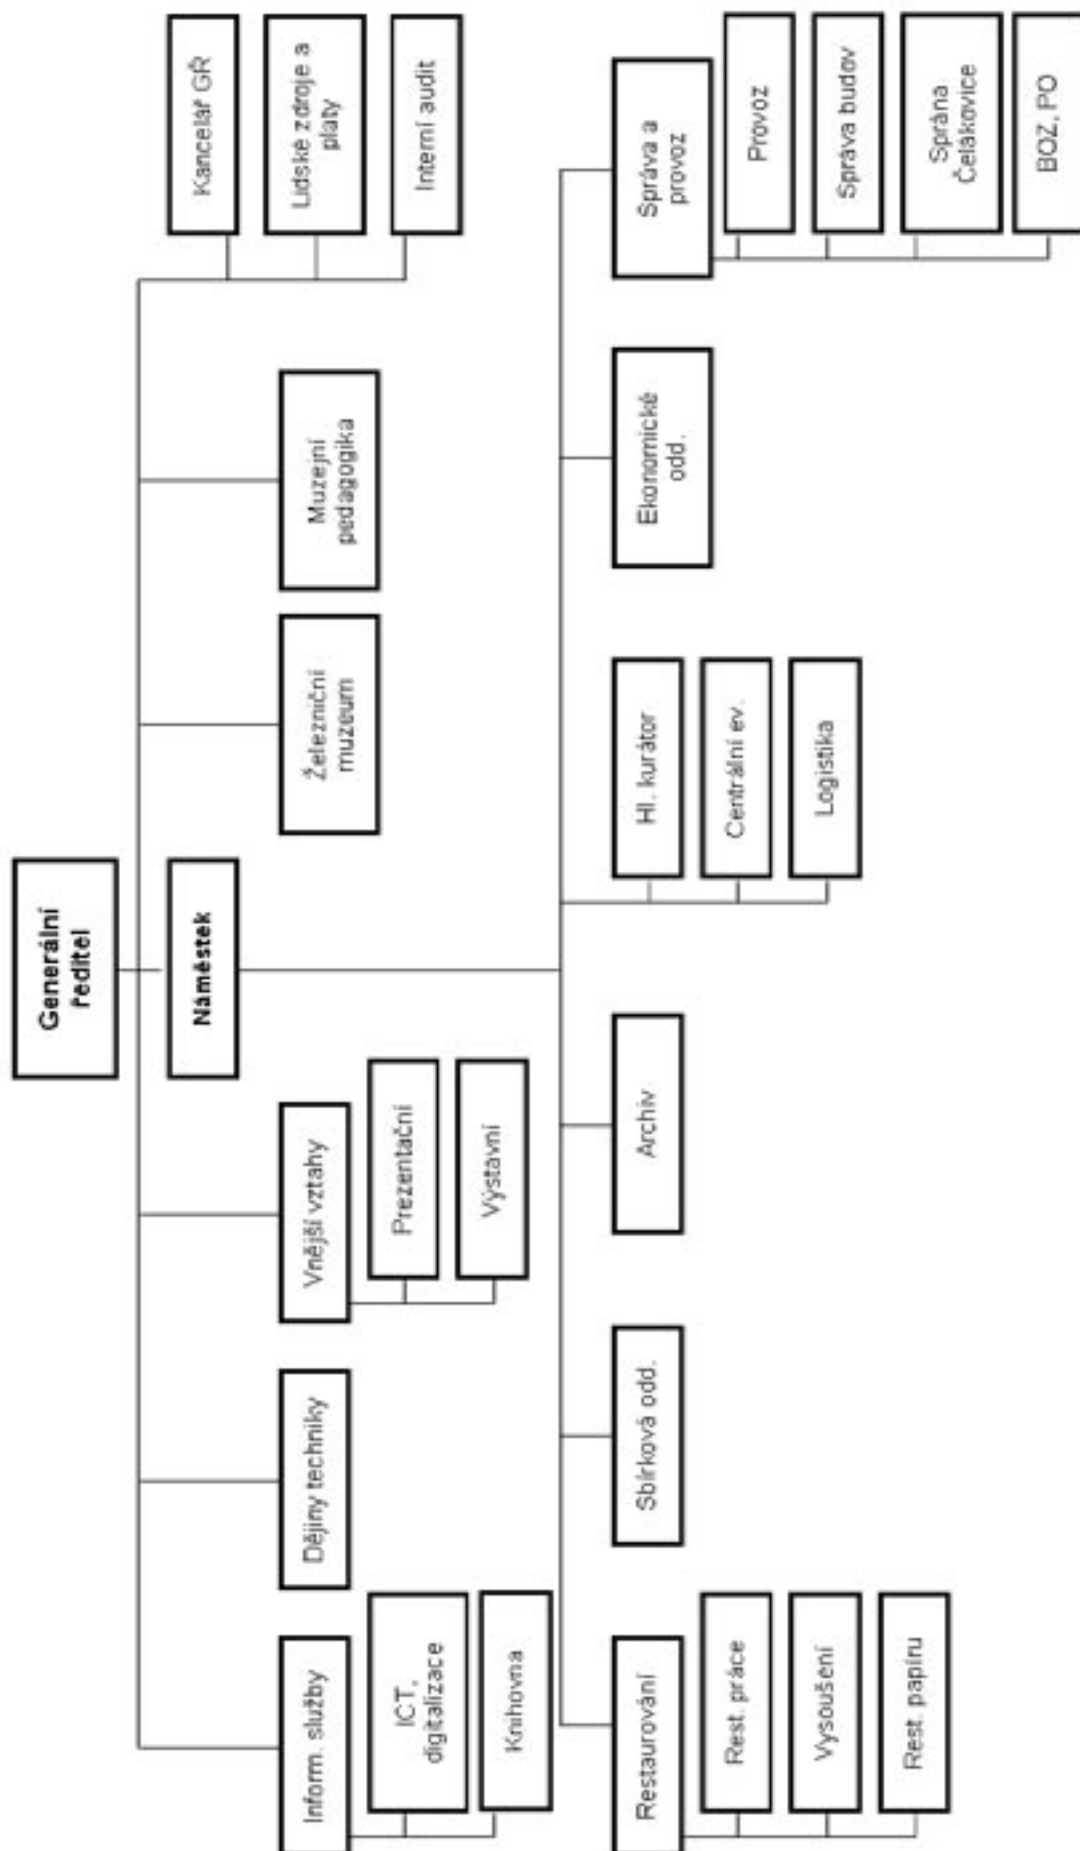 Generální
ředitel
Náměstek
Inform. služby
ICT,
digitalizace
Knihovna
Dějiny techniky
Vnější vztahy
Prezentační
Výstavní
Železniční
muzeum
Muzejní
pedagogika
Kancelář GŘ
Lidské zdroje a
platy
Interní audit
Restaurování
Rest. práce
Vysoušení
Rest. papíru
Sbírková odd.
Archiv
Hl. kurátor
Centrální ev.
Logistika
Ekonomické
odd.
Správa a
provoz
Provoz
Správa budov
Správna
Čelákovice
BOZ, PO